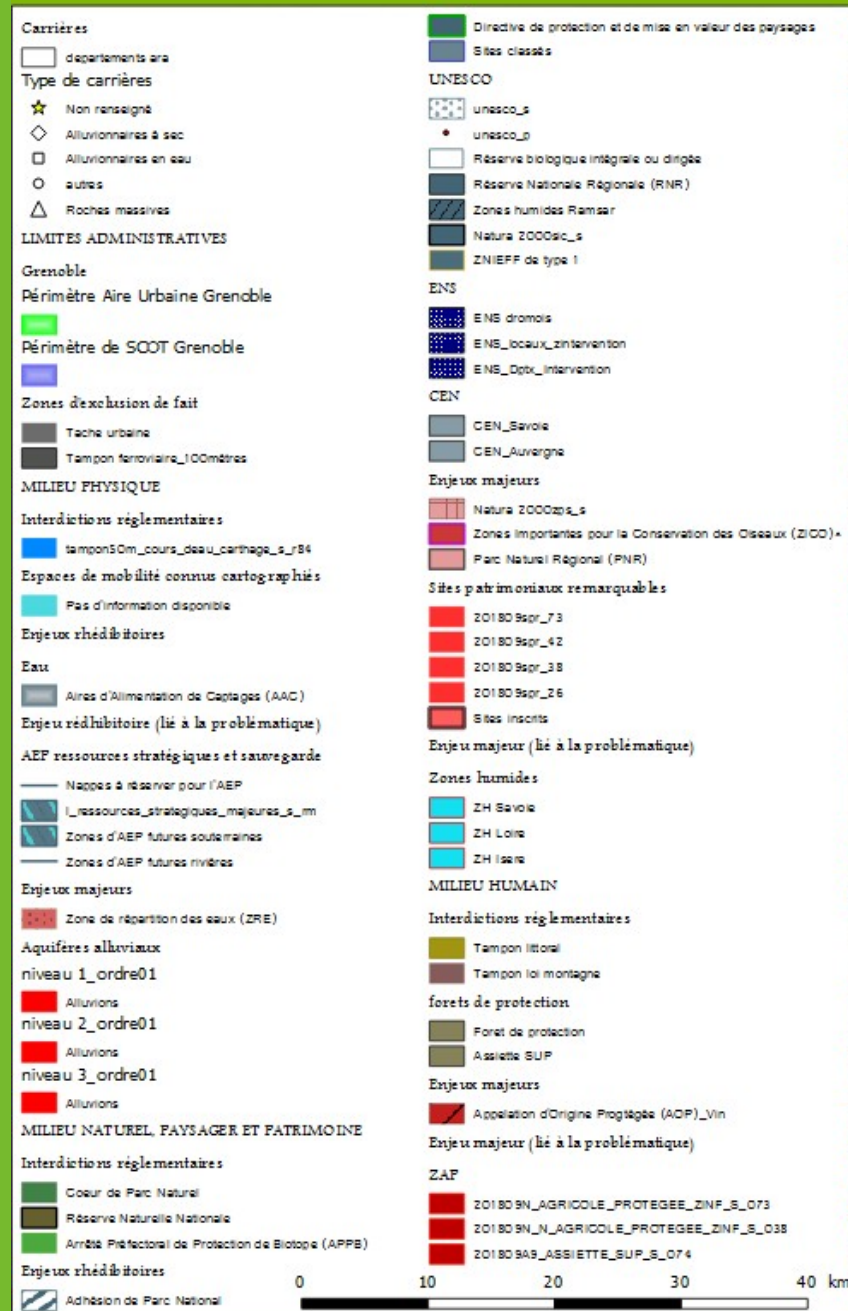 Carrières
departements ara
Type de carrières
Non renseigné
Alluvionnaires à sec
Alluvionnaires en eau
autres
Roches massives
LIMITES ADMINISTRATIVES
Grenoble
Périmètre Aire Urbaine Grenoble
Périmètre de SCOT Grenoble
Zones d'exclusion de fait
Tache urbaine
Tampon ferroviaire_100mètres
MILIEU PHYSIQUE
Interdictions réglementaires
tampon50m_cours_deau_carthage_s_r84
Espaces de mobilité connus cartographiés
Pas d'information disponible
Enjeux rhédibitoires
Eau
Aires d'Alimentation de Captages (AAC)
Enjeu rédhibitoire (lié à la problématique)
AEP ressources stratégiques et sauvegarde
Nappes à réserver pour l'AEP
l_ressources_strategiques_majeures_s_rm
Zones d'AEP futures souterraines
Zones d'AEP futures rivières
Enjeux majeurs
Zone de répartition des eaux (ZRE)
Aquifères alluviaux
niveau 1_ordre01
Alluvions
niveau 2_ordre01
Alluvions
niveau 3_ordre01
Alluvions
MILIEU NATUREL, PAYSAGER ET PATRIMOINE
Interdictions réglementaires
Coeur de Parc Naturel
Réserve Naturelle Nationale
Arrêté Préfectoral de Protection de Biotope (APPB)
Enjeux rhédibitoires
Adhésion de Parc National
Directive de protection et de mise en valeur des paysages
Sites classés
UNESCO
unesco_s
unesco_p
Réserve biologique intégrale ou dirigée
Réserve Nationale Régionale (RNR)
Zones humides Ramsar
Natura 2000sic_s
ZNIEFF de type 1
ENS
ENS dromois
ENS_locaux_zintervention
ENS_Dptx_Intervention
CEN
CEN_Savoie
CEN_Auvergne
Enjeux majeurs
Natura 2000zps_s
Zones Importantes pour la Conservation des Oiseaux (ZICO)*
Parc Naturel Régional (PNR)
Sites patrimoniaux remarquables
201809spr_73
201809spr_42
201809spr_38
201809spr_26
Sites inscrits
Enjeu majeur (lié à la problématique)
Zones humides
ZH Savoie
ZH Loire
ZH Isere
MILIEU HUMAIN
Interdictions réglementaires
Tampon littoral
Tampon loi montagne
forets de protection
Foret de protection
Assiette SUP
Enjeux majeurs
Appelation d'Origine Progtégée (AOP)_Vin
Enjeu majeur (lié à la problématique)
ZAP
201809N_AGRICOLE_PROTEGEE_ZINF_S_073
201809N_N_AGRICOLE_PROTEGEE_ZINF_S_038
201809A9_ASSIETTE_SUP_S_074
0 10 20 30 40 km